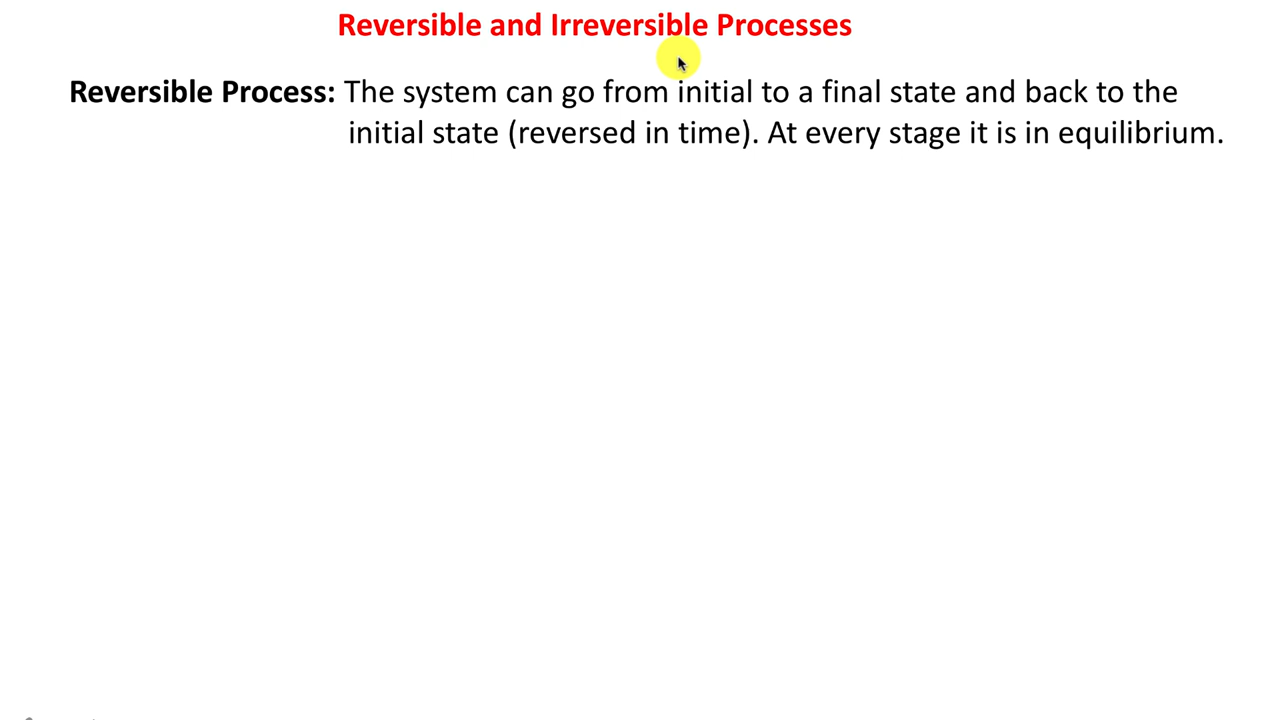 Reversible and Irreversible Processes
Reversible Process: The system can go from initial to a final state and back to the
initial state (reversed in time). At every stage it is in equilibrium.